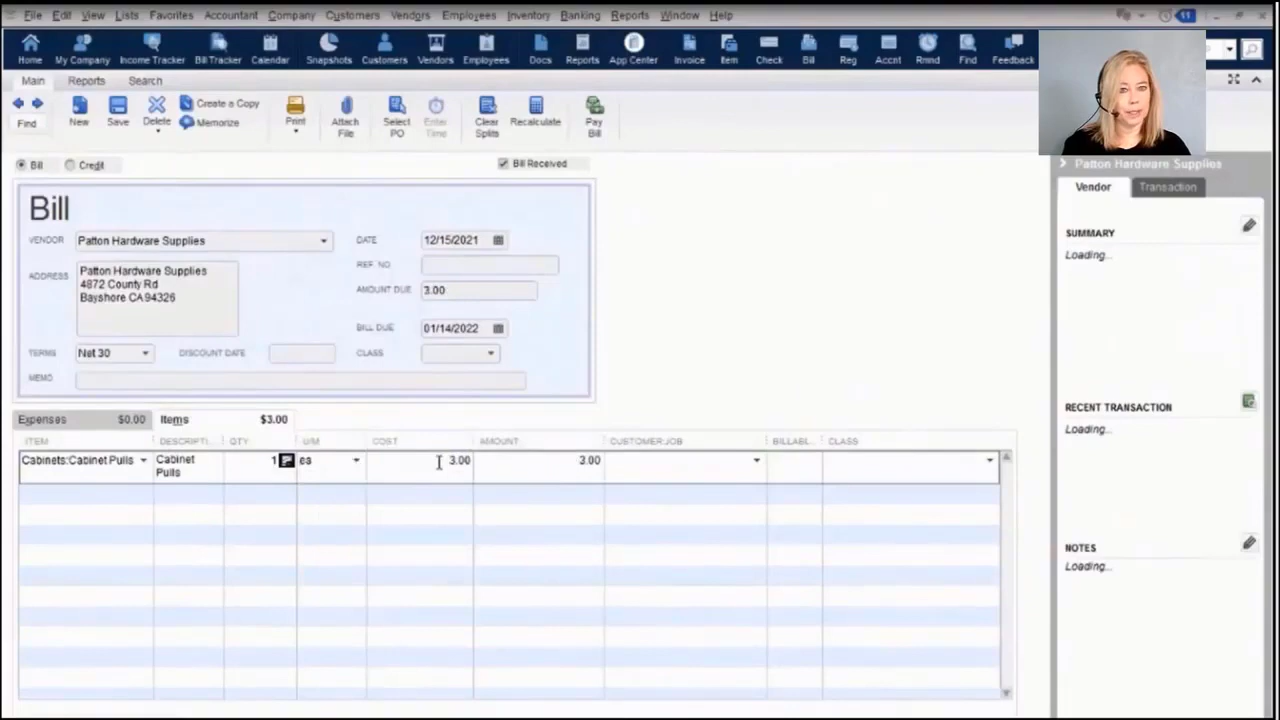 File Edit View Lists Favorites Accountant Company Customers Vendors Employees Inventory Banking Reports Window Help
11
Home My Company Income Tracker Bill Tracker Calendar Snapshots Customers Vendors Employees Docs Reports App Center Invoice Item Check Bill Reg Accnt Rmnd Find Feedback
Main Reports Search
Find New Save Delete Create a Copy Memorize Print Attach File Select PO Enter Time Clear Splits Recalculate Pay Bill
Bill Credit Bill Received
Patton Hardware Supplies
Vendor Transaction
Bill
VENDOR Patton Hardware Supplies DATE 12/15/2021
REF. NO
ADDRESS Patton Hardware Supplies
4872 County Rd
Bayshore CA 94326
AMOUNT DUE 3.00
BILL DUE 01/14/2022
TERMS Net 30 DISCOUNT DATE CLASS
MEMO
SUMMARY
Loading...
RECENT TRANSACTION
Loading...
NOTES
Loading...
Expenses $0.00 Items $3.00
ITEM DESCRIPTI... QTY U/M COST AMOUNT CUSTOMER:JOB BILLABL... CLASS
Cabinets:Cabinet Pulls Cabinet Pulls 1 ea 3.00 3.00